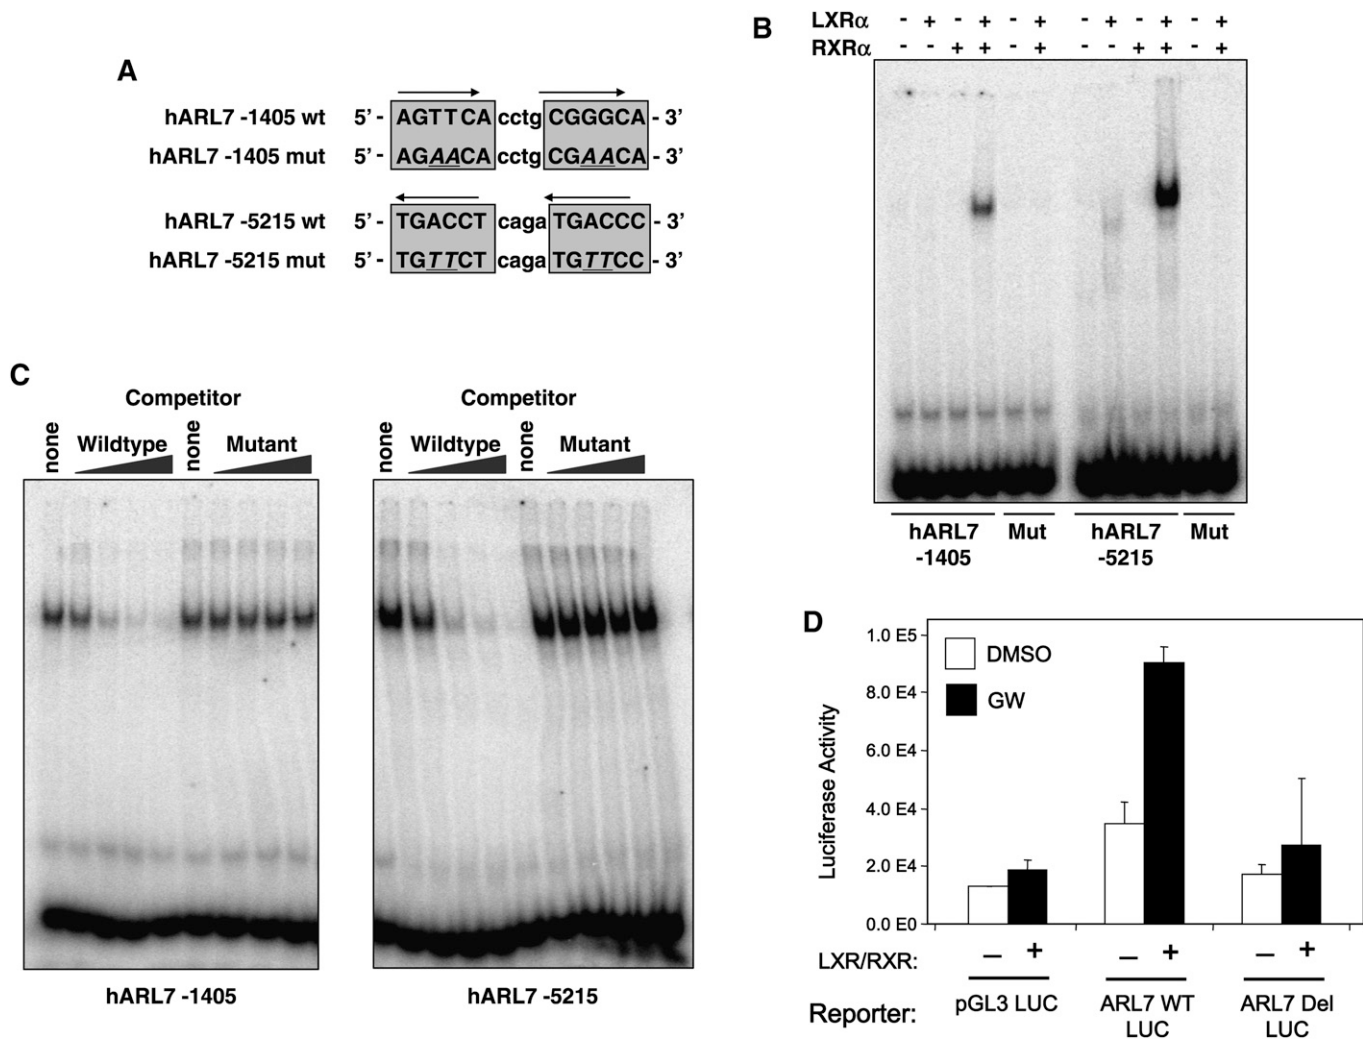 A
hARL7 -1405 wt 5' - AGTTCA cctg CGGGCA - 3'
hARL7 -1405 mut 5' - AGAACA cctg CGAACA - 3'
hARL7 -5215 wt 5' - TGACCT caga TGACCC - 3'
hARL7 -5215 mut 5' - TGTTCT caga TGTTCC - 3'
B
LXRα - + - + - + - + - + - +
RXRα - - + + - + - - + + - +
hARL7 -1405
Mut
hARL7 -5215
Mut
C
Competitor
none Wildtype none Mutant
hARL7 -1405
Competitor
none Wildtype none Mutant
hARL7 -5215
D
DMSO
GW
Luciferase Activity
1.0 E5
8.0 E4
6.0 E4
4.0 E4
2.0 E4
0.0 E0
LXR/RXR: – + – + – +
Reporter: pGL3 LUC ARL7 WT LUC ARL7 Del LUC